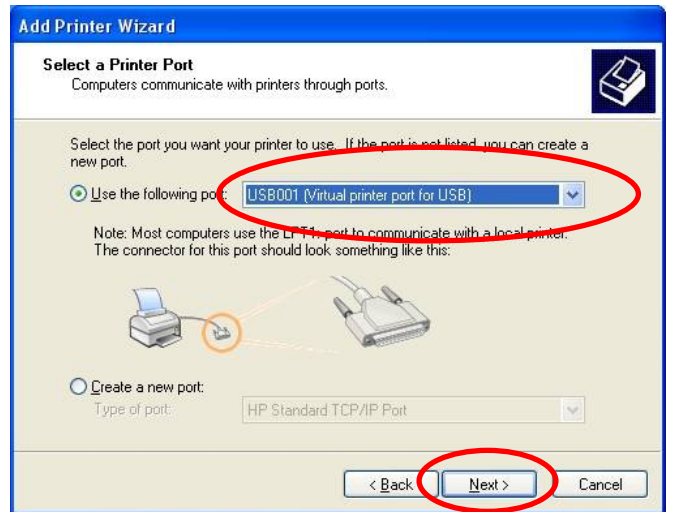 Add Printer Wizard
Select a Printer Port
Computers communicate with printers through ports.
Select the port you want your printer to use. If the port is not listed, you can create a
new port.
Use the following port: USB001 (Virtual printer port for USB)
Note: Most computers use the LPT1: port to communicate with a local printer.
The connector for this port should look something like this:
Create a new port:
Type of port: HP Standard TCP/IP Port
< Back Next > Cancel